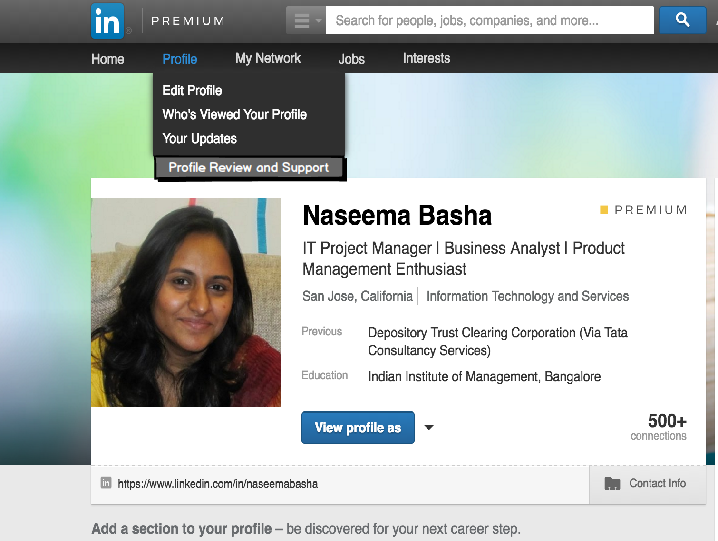 in® PREMIUM Search for people, jobs, companies, and more...
Home Profile My Network Jobs Interests
Edit Profile
Who's Viewed Your Profile
Your Updates
Profile Review and Support
Naseema Basha PREMIUM
IT Project Manager | Business Analyst | Product
Management Enthusiast
San Jose, California Information Technology and Services
Previous Depository Trust Clearing Corporation (Via Tata
Consultancy Services)
Education Indian Institute of Management, Bangalore
View profile as 500+
connections
in https://www.linkedin.com/in/naseemabasha Contact Info
Add a section to your profile – be discovered for your next career step.